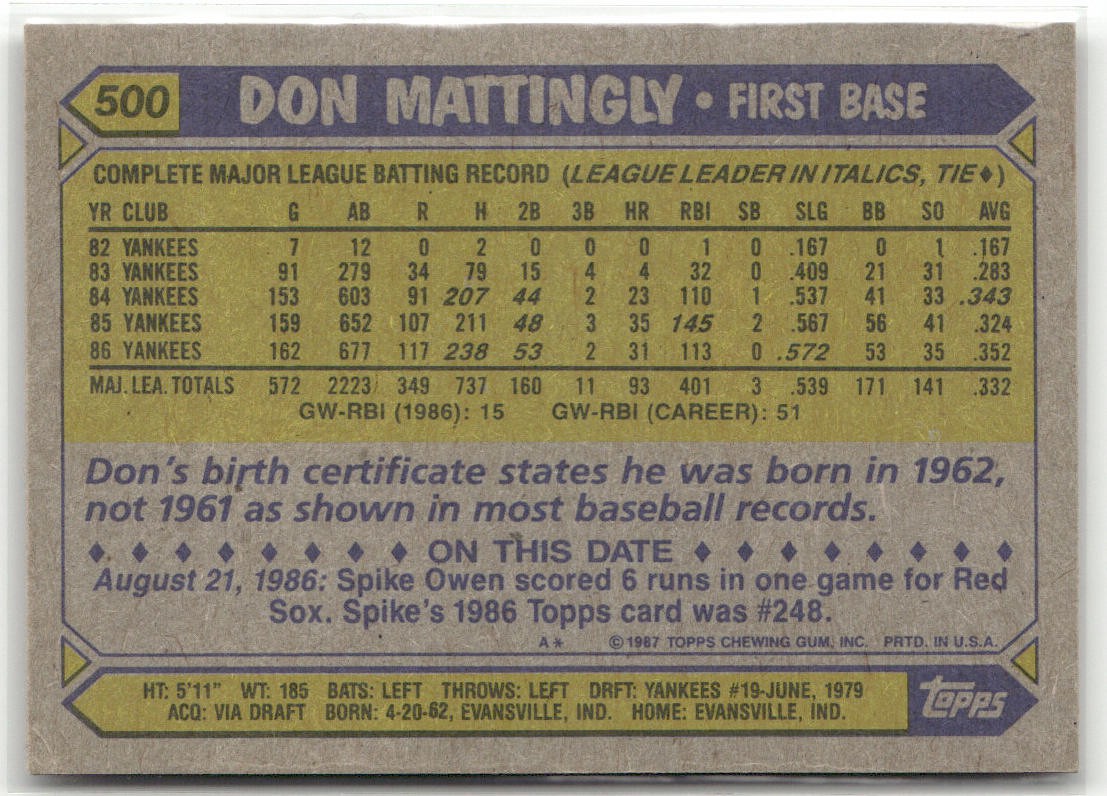 500 DON MATTINGLY • FIRST BASE
COMPLETE MAJOR LEAGUE BATTING RECORD (LEAGUE LEADER IN ITALICS, TIE♦)
YR CLUB G AB R H 2B 3B HR RBI SB SLG BB SO AVG
82 YANKEES 7 12 0 2 0 0 0 1 0 .167 0 1 .167
83 YANKEES 91 279 34 79 15 4 4 32 0 .409 21 31 .283
84 YANKEES 153 603 91 207 44 2 23 110 1 .537 41 33 .343
85 YANKEES 159 652 107 211 48 3 35 145 2 .567 56 41 .324
86 YANKEES 162 677 117 238 53 2 31 113 0 .572 53 35 .352
MAJ. LEA. TOTALS 572 2223 349 737 160 11 93 401 3 .539 171 141 .332
GW-RBI (1986): 15 GW-RBI (CAREER): 51
Don's birth certificate states he was born in 1962,
not 1961 as shown in most baseball records.
♦ ♦ ♦ ♦ ♦ ♦ ♦ ♦ ON THIS DATE ♦ ♦ ♦ ♦ ♦ ♦ ♦ ♦
August 21, 1986: Spike Owen scored 6 runs in one game for Red
Sox. Spike's 1986 Topps card was #248.
A* © 1987 TOPPS CHEWING GUM, INC. PRTD. IN U.S.A.
HT: 5'11" WT: 185 BATS: LEFT THROWS: LEFT DRFT: YANKEES #19-JUNE, 1979
ACQ: VIA DRAFT BORN: 4-20-62, EVANSVILLE, IND. HOME: EVANSVILLE, IND.
topps